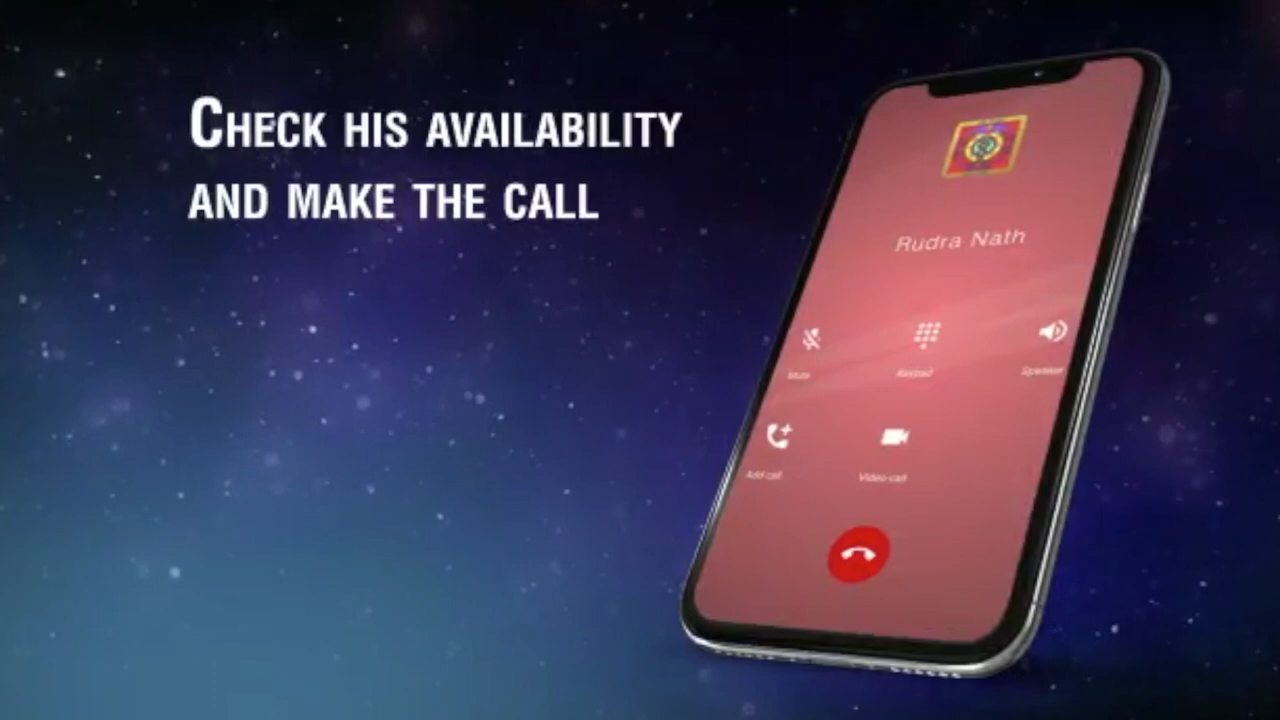 Check his availability
and make the call
Rudra Nath
Mute
Keypad
Speaker
Add call
Video call